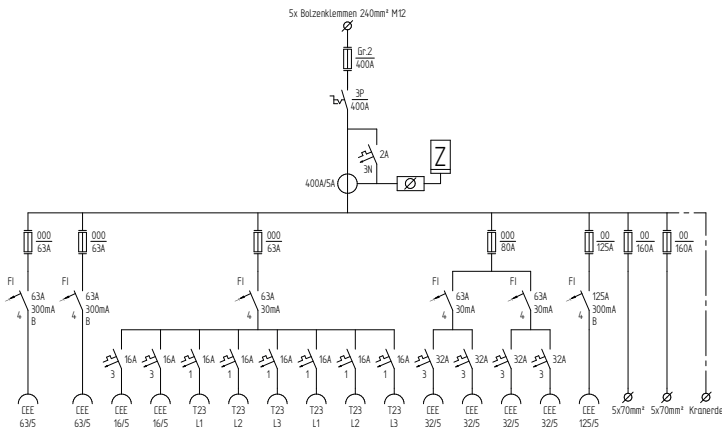 5x Bolzenklemmen 240mm² M12
Gr.2
400A
3P
400A
2A
3N
Z
400A/5A
000
63A
000
63A
000
63A
000
80A
00
125A
00
160A
00
160A
FI
63A
300mA
4
B
FI
63A
300mA
4
B
FI
63A
30mA
4
FI
63A
30mA
4
FI
63A
30mA
4
FI
125A
300mA
4
B
16A
3
16A
3
16A
1
16A
1
16A
1
16A
1
16A
1
16A
1
32A
3
32A
3
32A
3
32A
3
CEE
63/5
CEE
63/5
CEE
16/5
CEE
16/5
T23
L1
T23
L2
T23
L3
T23
L1
T23
L2
T23
L3
CEE
32/5
CEE
32/5
CEE
32/5
CEE
32/5
CEE
125/5
5x70mm²
5x70mm²
Kranerde